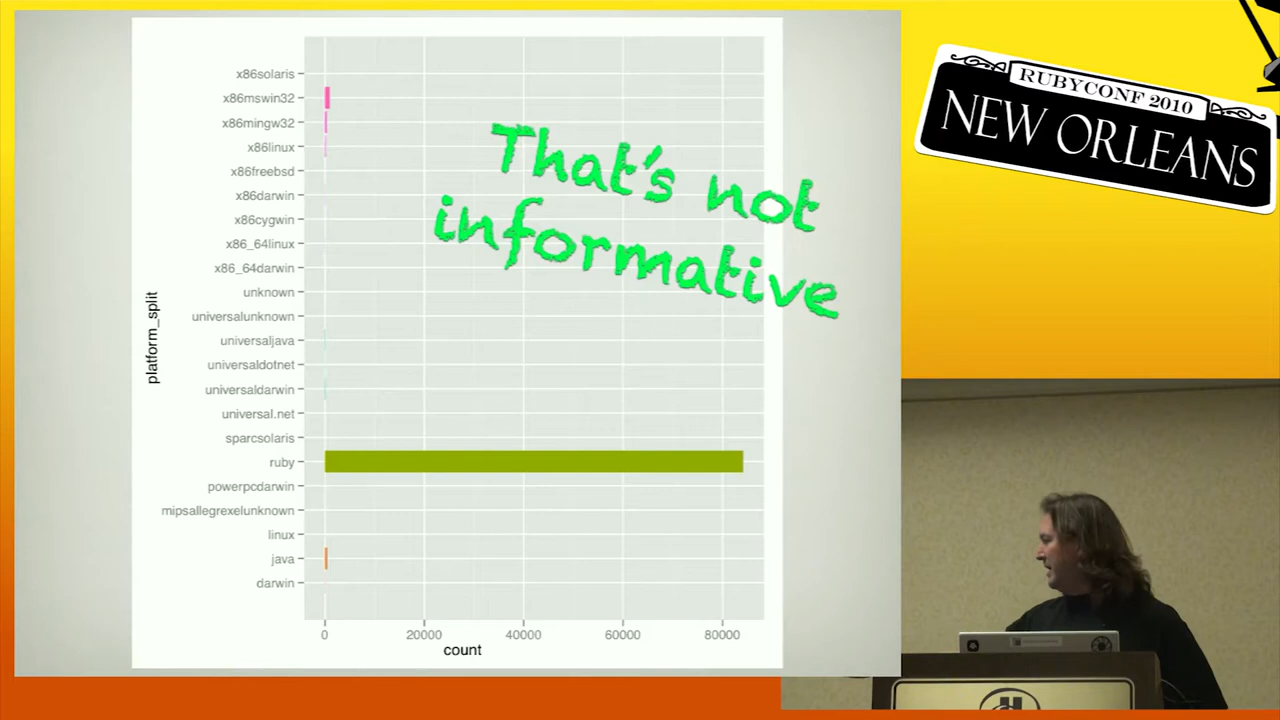 x86solaris
x86mswin32
x86mingw32
x86linux
x86freebsd
x86darwin
x86cygwin
x86_64linux
x86_64darwin
unknown
universalunknown
universaljava
universaldotnet
universaldarwin
universal.net
sparcsolaris
ruby
powerpcdarwin
mipsallegrexelunknown
linux
java
darwin
platform_split
0 20000 40000 60000 80000
count
That's not
informative
RUBYCONF 2010
NEW ORLEANS
H